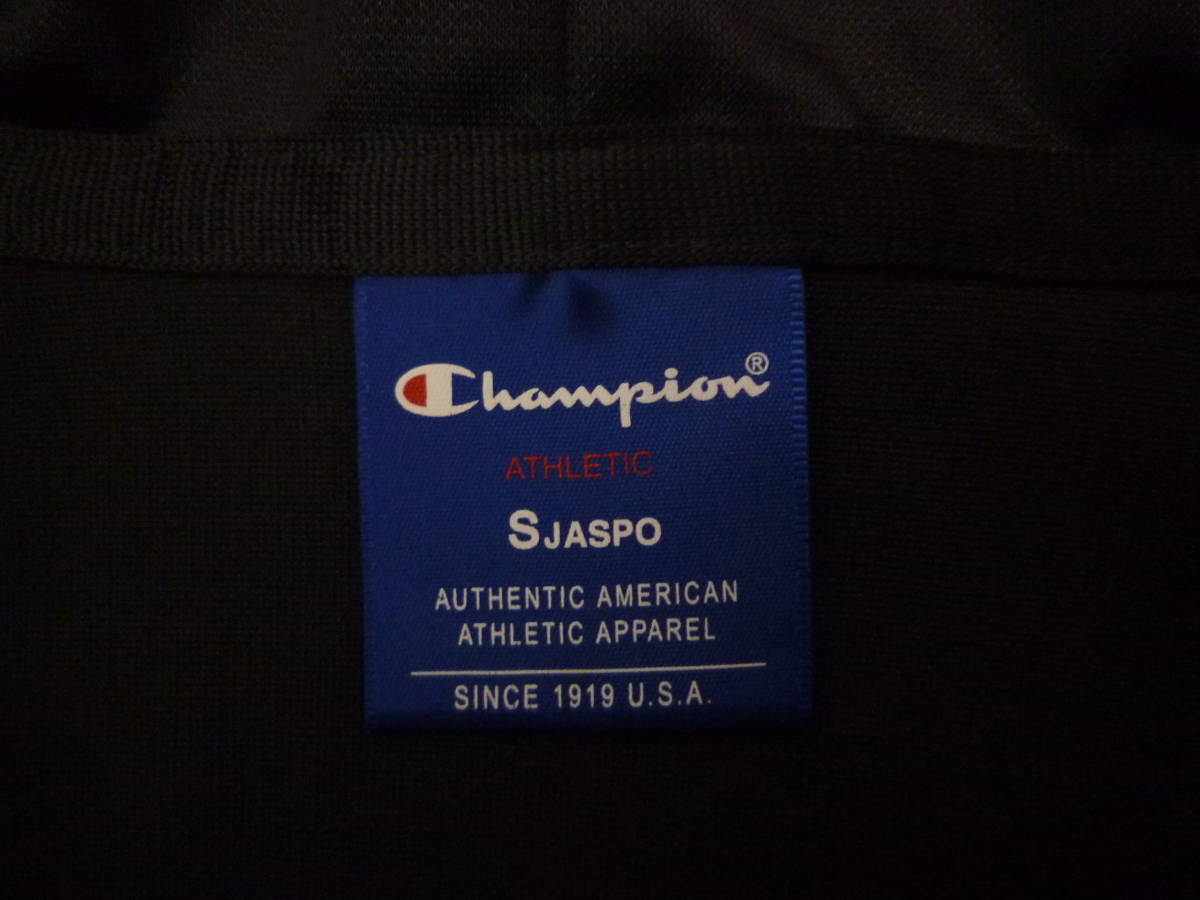 Champion®
ATHLETIC
SJASPO
AUTHENTIC AMERICAN
ATHLETIC APPAREL
SINCE 1919 U.S.A.